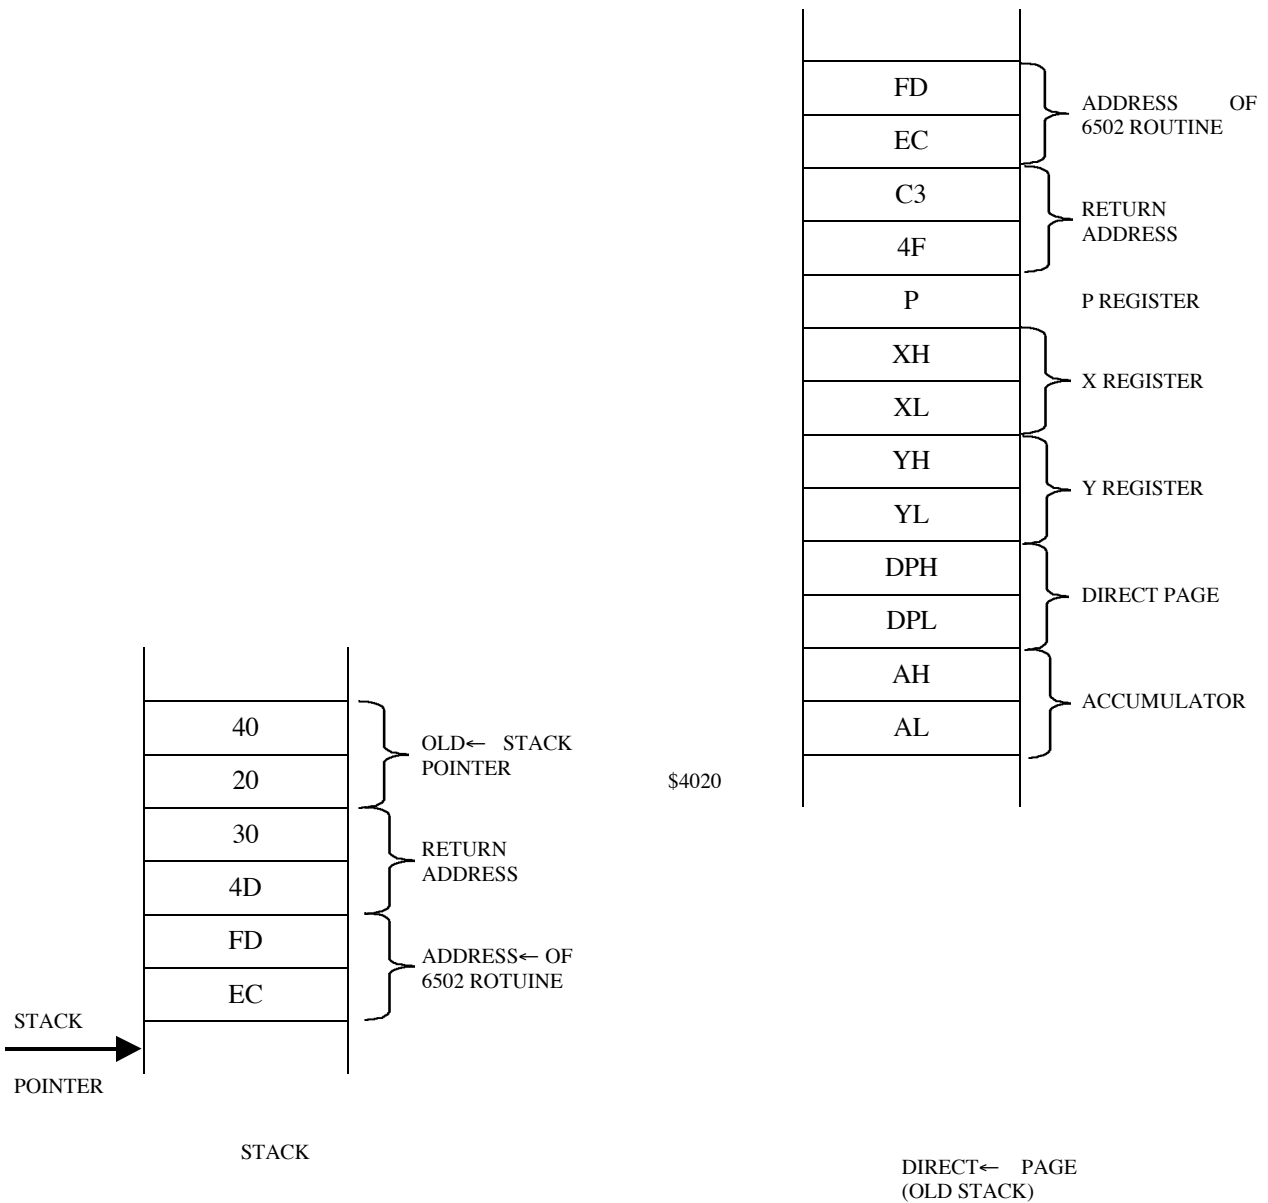 FD
EC
ADDRESS OF
6502 ROUTINE
C3
4F
RETURN
ADDRESS
P
P REGISTER
XH
XL
X REGISTER
YH
YL
Y REGISTER
DPH
DPL
DIRECT PAGE
AH
AL
ACCUMULATOR
$4020
40
20
OLD← STACK
POINTER
30
4D
RETURN
ADDRESS
FD
EC
ADDRESS← OF
6502 ROTUINE
STACK
POINTER
STACK
DIRECT← PAGE
(OLD STACK)